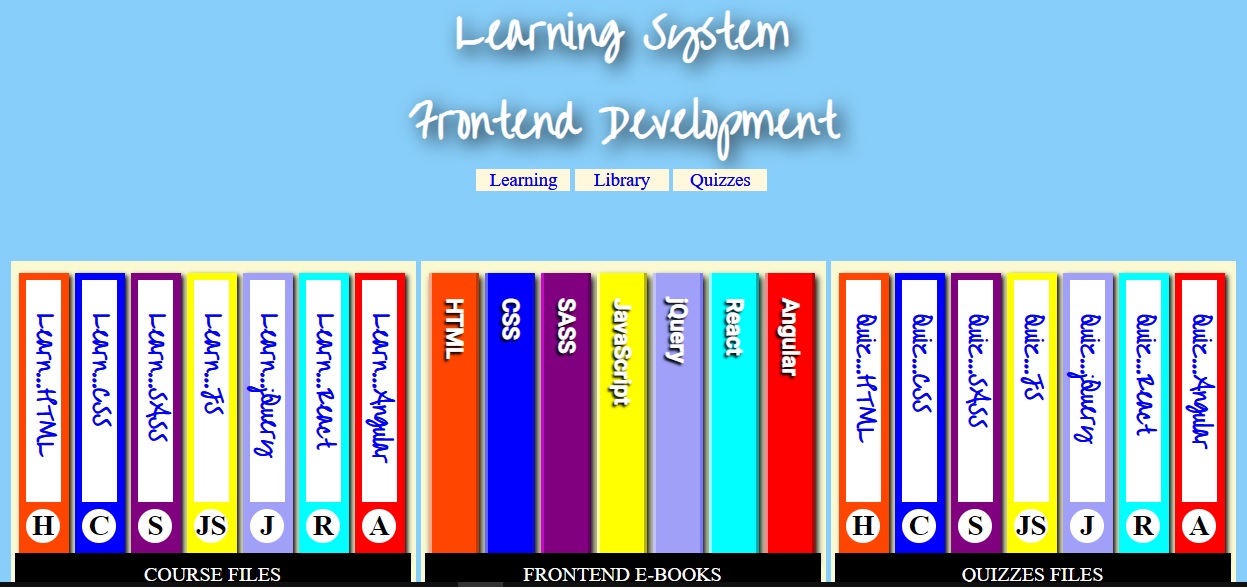 Learning System
Frontend Development
Learning Library Quizzes
Learn...HTML
Learn...CSS
Learn...SASS
Learn...JS
Learn...jQuery
Learn...React
Learn...Angular
H C S JS J R A
COURSE FILES
HTML
CSS
SASS
JavaScript
jQuery
React
Angular
FRONTEND E-BOOKS
Quiz...HTML
Quiz...CSS
Quiz...SASS
Quiz...JS
Quiz...jQuery
Quiz...React
Quiz...Angular
H C S JS J R A
QUIZZES FILES